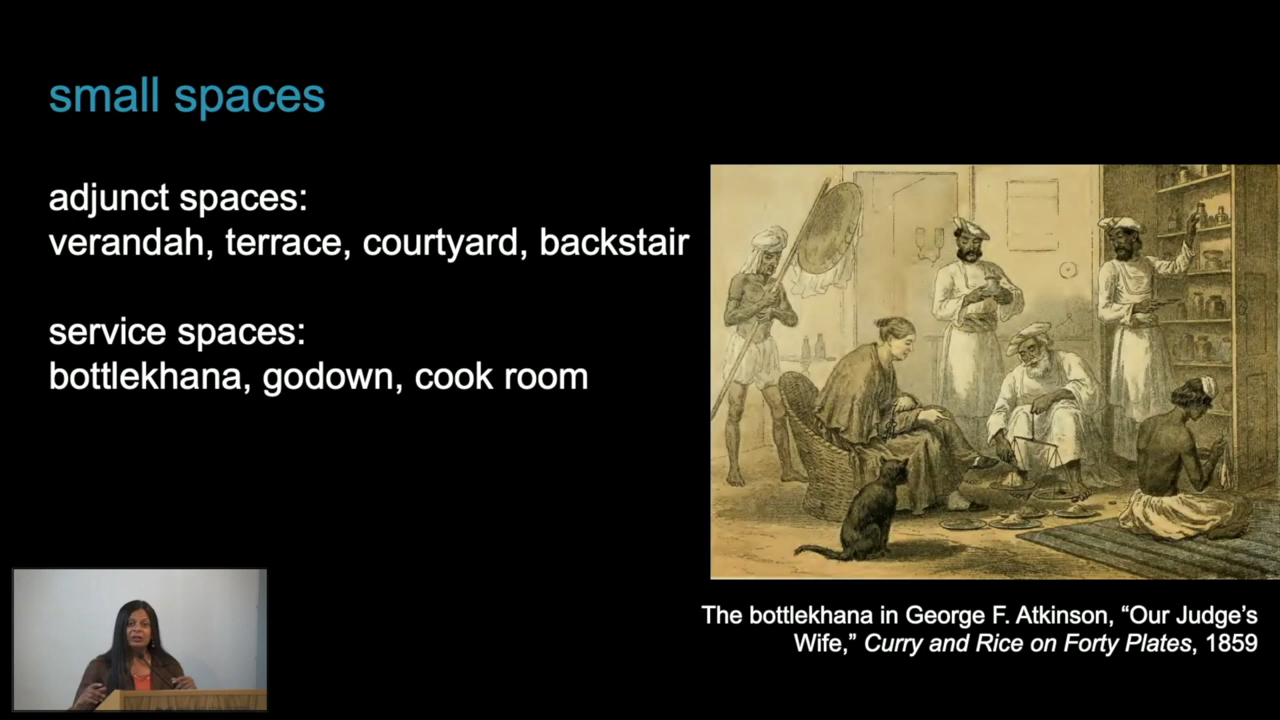 small spaces
adjunct spaces:
verandah, terrace, courtyard, backstair
service spaces:
bottlekhana, godown, cook room
The bottlekhana in George F. Atkinson, “Our Judge’s
Wife,” Curry and Rice on Forty Plates, 1859